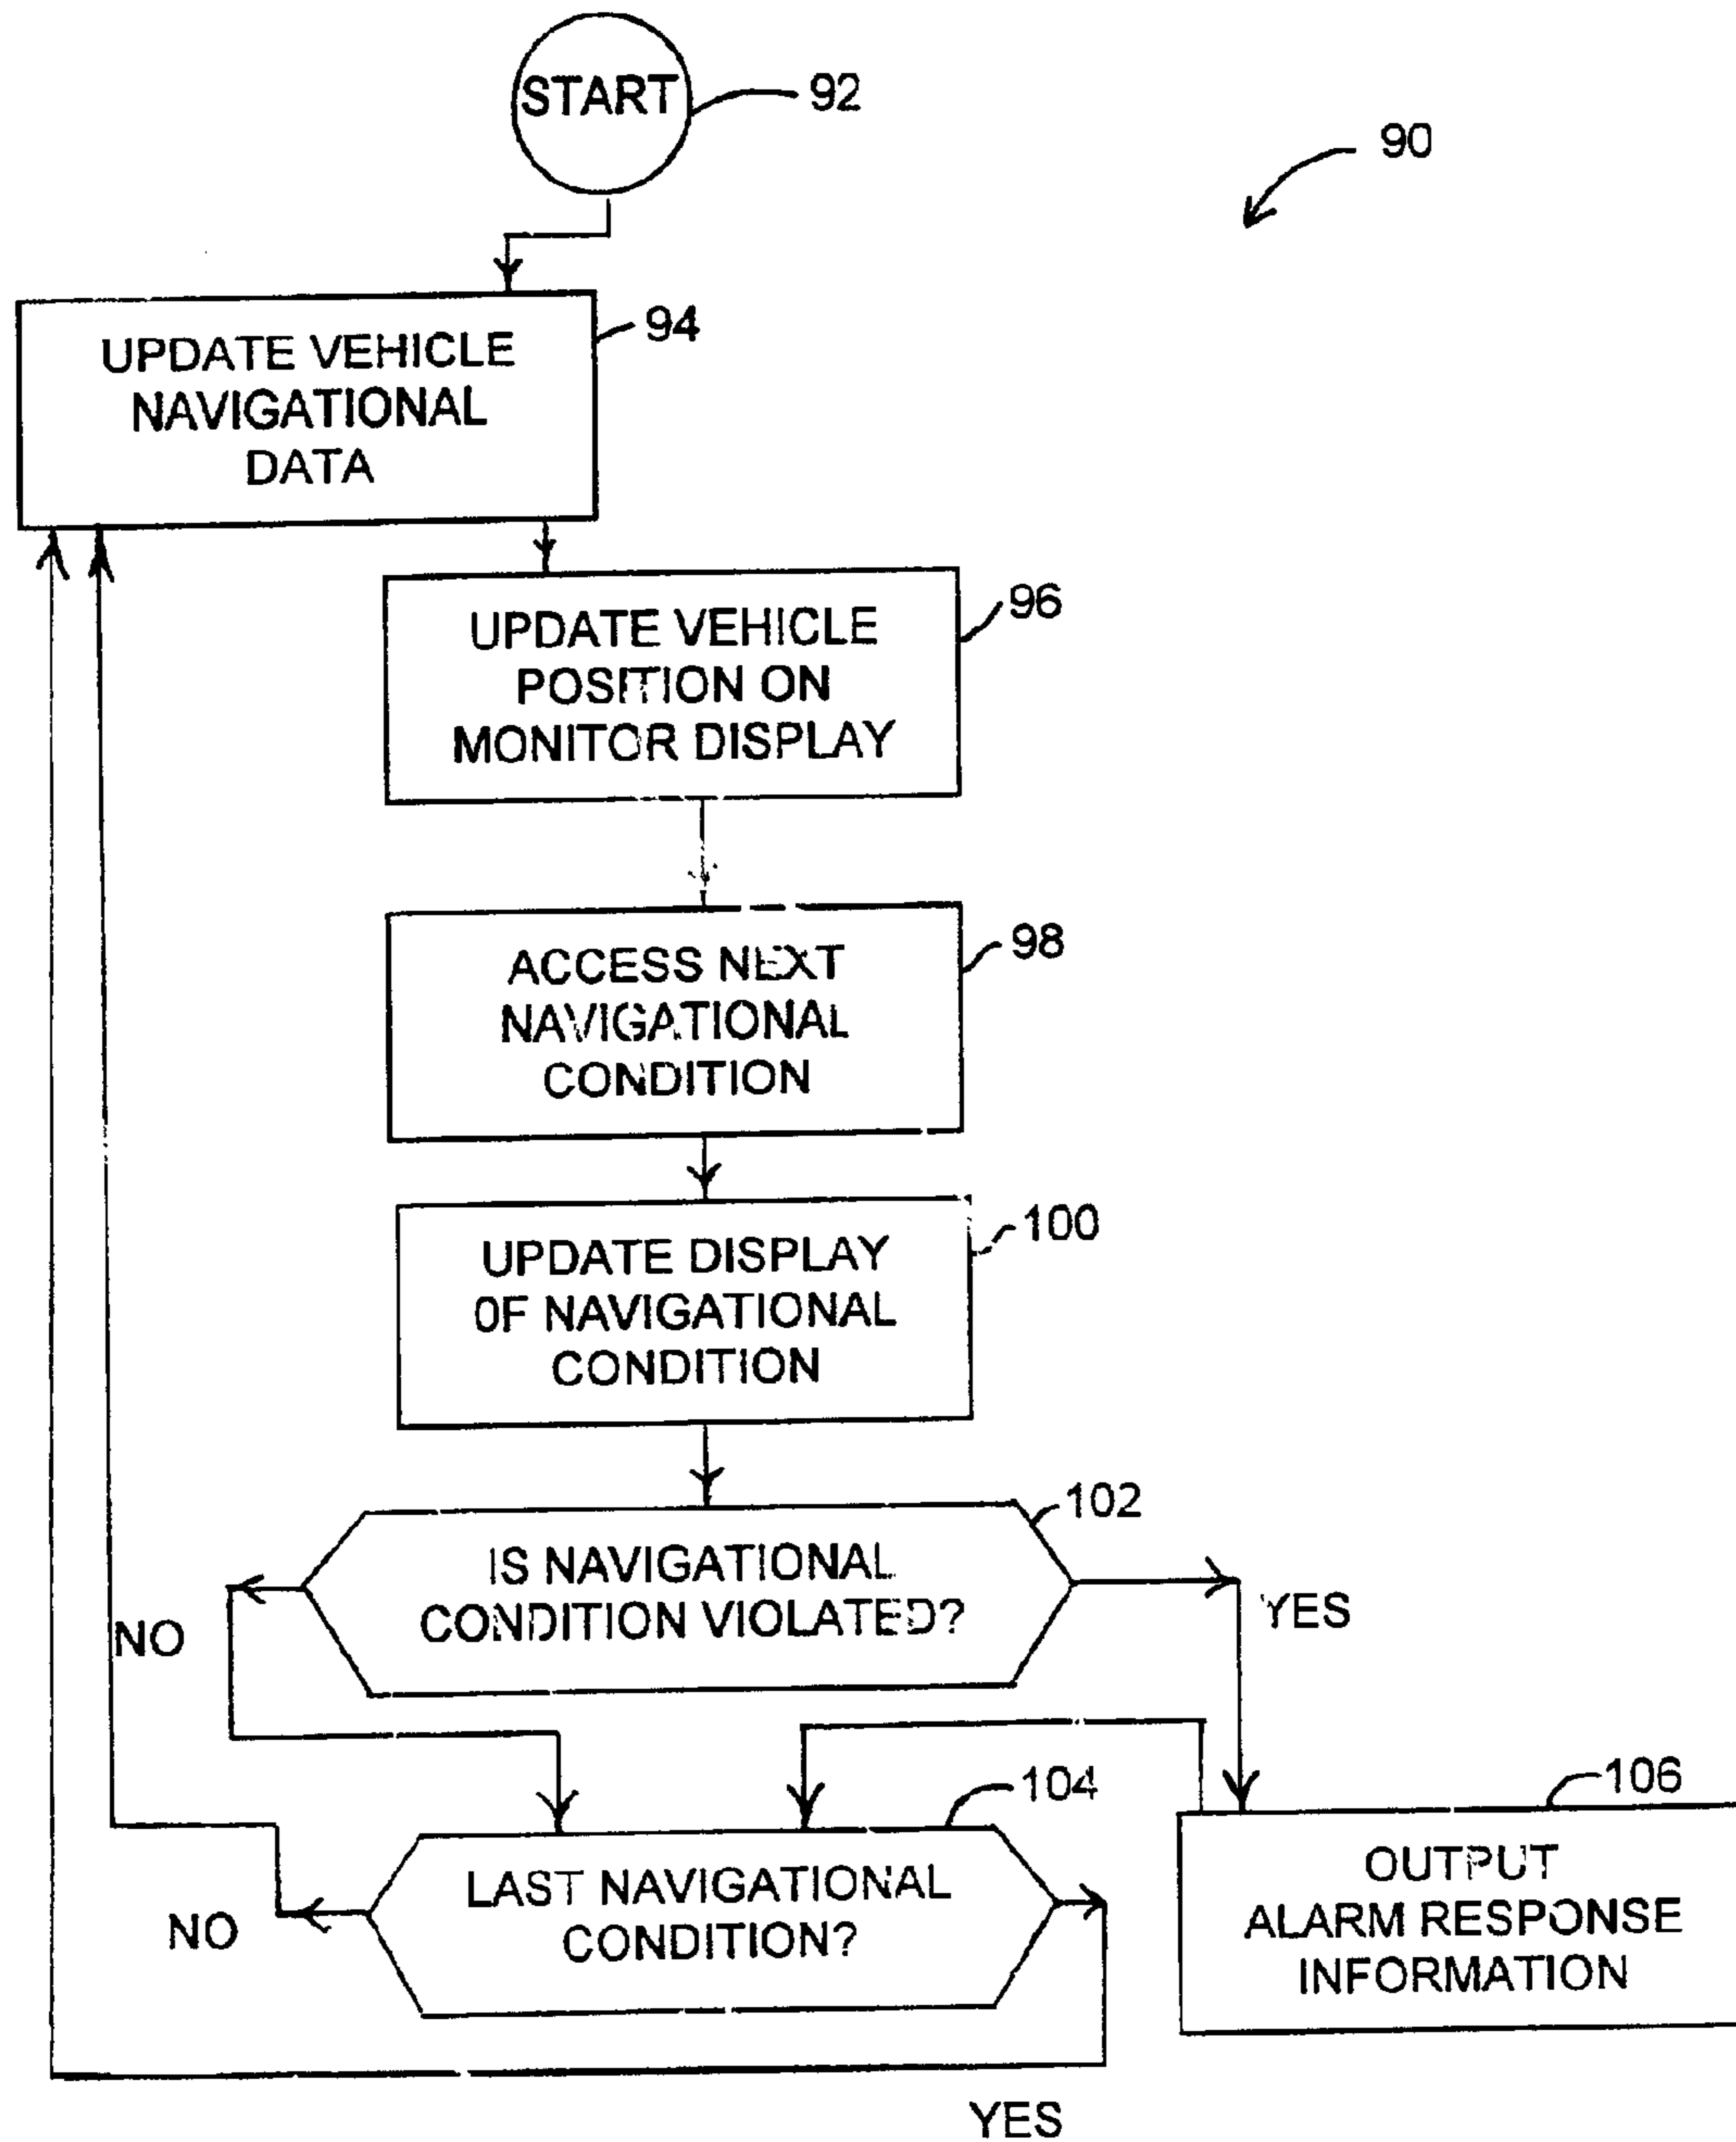 START
92
90
94
UPDATE VEHICLE
NAVIGATIONAL
DATA
96
UPDATE VEHICLE
POSITION ON
MONITOR DISPLAY
98
ACCESS NEXT
NAVIGATIONAL
CONDITION
100
UPDATE DISPLAY
0F NAVIGATIONAL
CONDITION
102
IS NAVIGATIONAL
CONDITION VIOLATED?
NO
YES
104
106
LAST NAVIGATIONAL
CONDITION?
NO
OUTPUT
ALARM RESPONSE
INFORMATION
YES